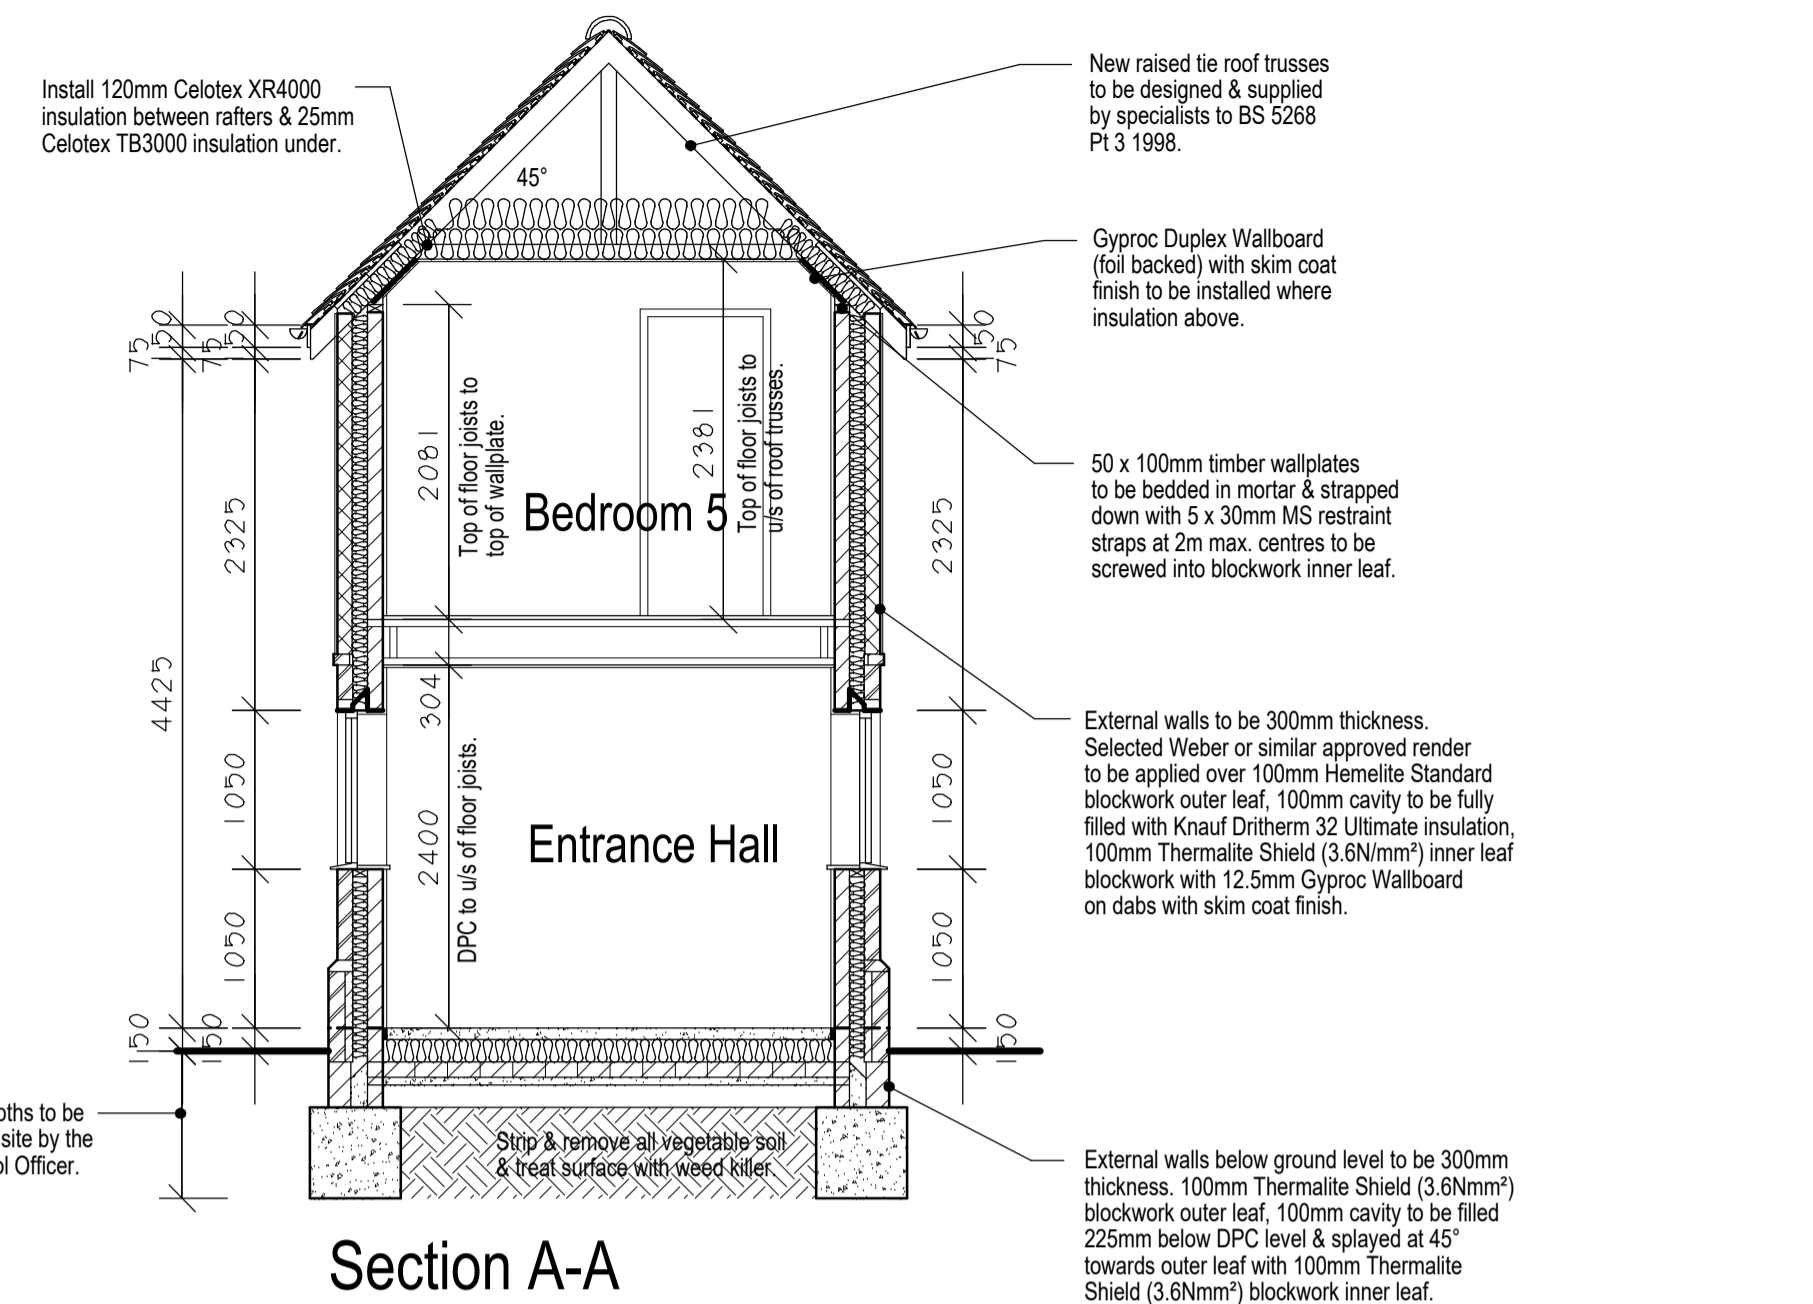 Install 120mm Celotex XR4000
insulation between rafters & 25mm
Celotex TB3000 insulation under.
New raised tie roof trusses
to be designed & supplied
by specialists to BS 5268
Pt 3 1998.
45°
Gyproc Duplex Wallboard
(foil backed) with skim coat
finish to be installed where
insulation above.
150
75
150
75
150
75
2081
Top of floor joists to
top of wallplate.
2381
Top of floor joists to
u/s of roof trusses.
Bedroom 5
50 x 100mm timber wallplates
to be bedded in mortar & strapped
down with 5 x 30mm MS restraint
straps at 2m max. centres to be
screwed into blockwork inner leaf.
2325
2325
4425
304
External walls to be 300mm thickness.
Selected Weber or similar approved render
to be applied over 100mm Hemelite Standard
blockwork outer leaf, 100mm cavity to be fully
filled with Knauf Dritherm 32 Ultimate insulation,
100mm Thermalite Shield (3.6N/mm²) inner leaf
blockwork with 12.5mm Gyproc Wallboard
on dabs with skim coat finish.
1050
1050
2400
DPC to u/s of floor joists.
Entrance Hall
1050
1050
150
150
150
oths to be
site by the
ol Officer.
Strip & remove all vegetable soil
& treat surface with weed killer.
External walls below ground level to be 300mm
thickness. 100mm Thermalite Shield (3.6Nmm²)
blockwork outer leaf, 100mm cavity to be filled
225mm below DPC level & splayed at 45°
towards outer leaf with 100mm Thermalite
Shield (3.6Nmm²) blockwork inner leaf.
Section A-A